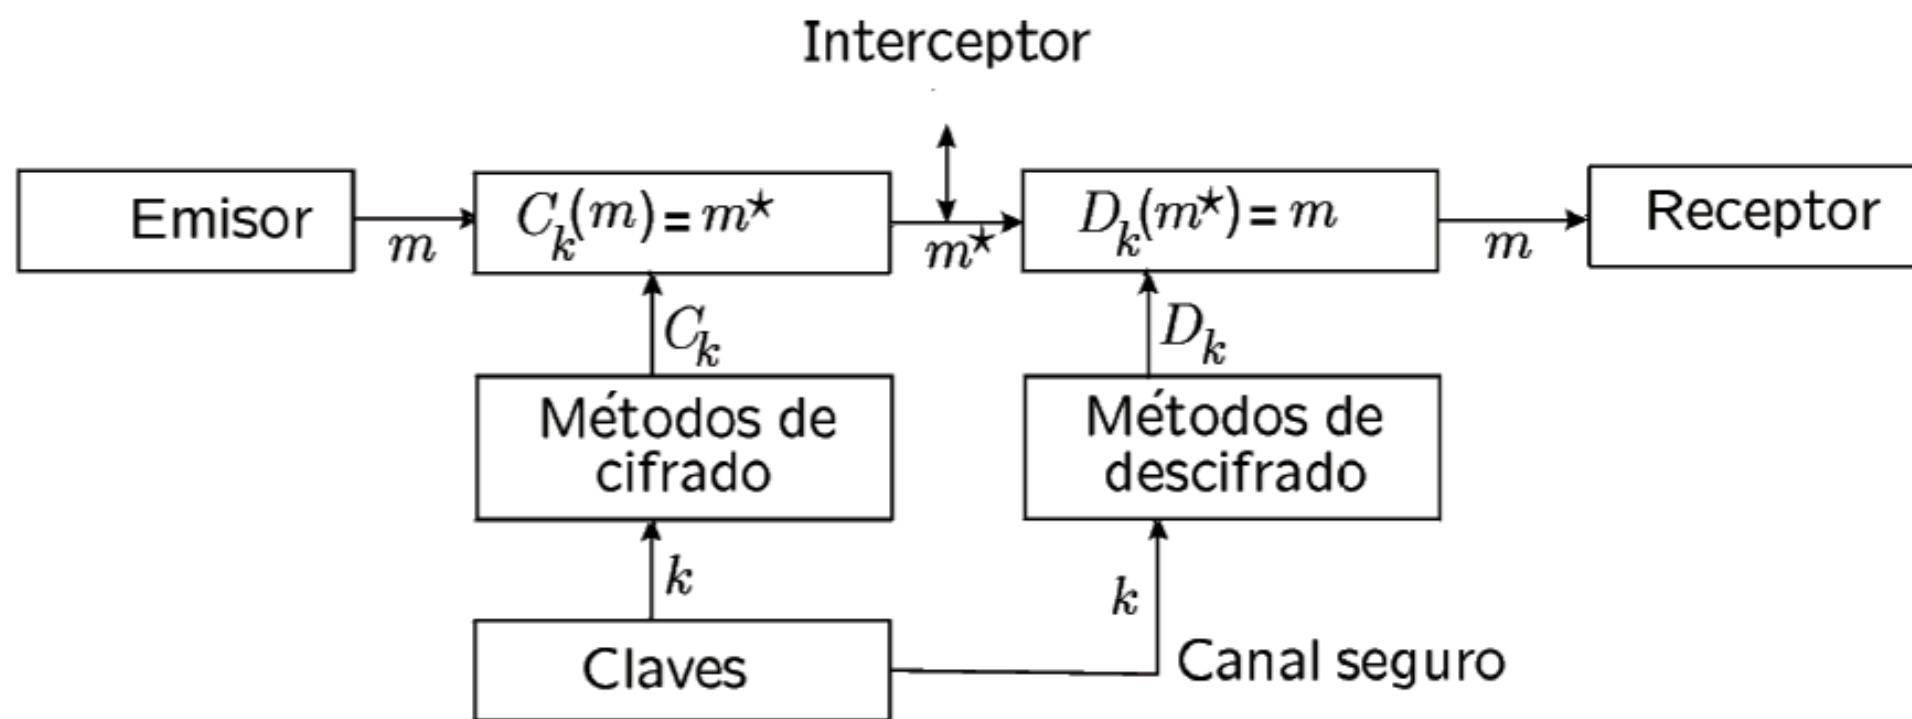 Interceptor
Emisor
m
C_k(m) = m*
m*
D_k(m*) = m
m
Receptor
C_k
D_k
Métodos de
cifrado
Métodos de
descifrado
k
k
Claves
Canal seguro